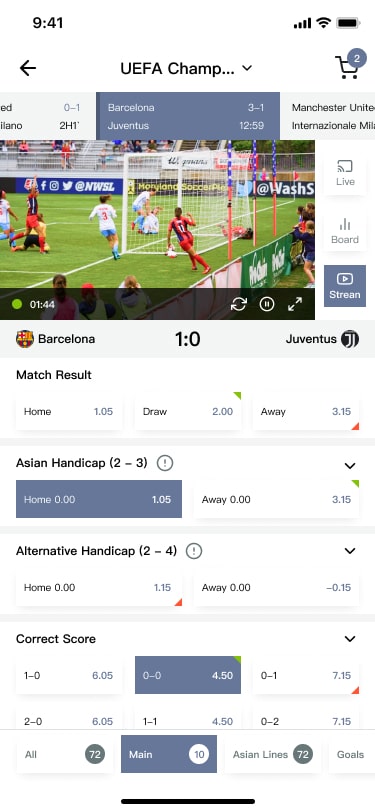 9:41
UEFA Champ...
2
0–1
ilano 2H1'
Barcelona 3–1
Juventus 12:59
Manchester Unite
Internazionale Mila
@NWSL
Wegmans
Maryland SoccerPle
@WashS
01:44
Live
Board
Strean
Barcelona 1:0 Juventus
Match Result
Home 1.05
Draw 2.00
Away 3.15
Asian Handicap (2 – 3)
Home 0.00 1.05
Away 0.00 3.15
Alternative Handicap (2 – 4)
Home 0.00 1.15
Away 0.00 –0.15
Correct Score
1–0 6.05
0–0 4.50
0–1 7.15
2–0 6.05
1–1 4.50
0–2 7.15
All 72
Main 10
Asian Lines 72
Goals